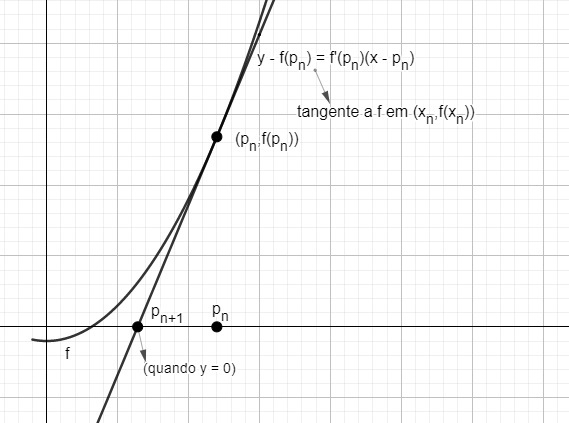 y - f(pₙ) = f'(pₙ)(x - pₙ)
tangente a f em (xₙ,f(xₙ))
(pₙ,f(pₙ))
pₙ₊₁
pₙ
f
(quando y = 0)